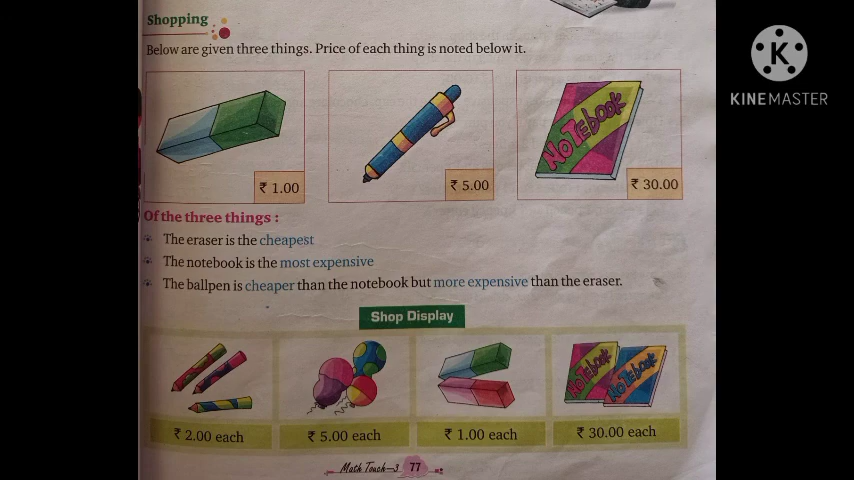 Shopping
Below are given three things. Price of each thing is noted below it.
NOTEBOOK
₹ 1.00
₹ 5.00
₹ 30.00
Of the three things :
The eraser is the cheapest
The notebook is the most expensive
The ballpen is cheaper than the notebook but more expensive than the eraser.
Shop Display
NOTEBOOK
NOTEBOOK
₹ 2.00 each
₹ 5.00 each
₹ 1.00 each
₹ 30.00 each
Math Touch–3 77
K
KINEMASTER